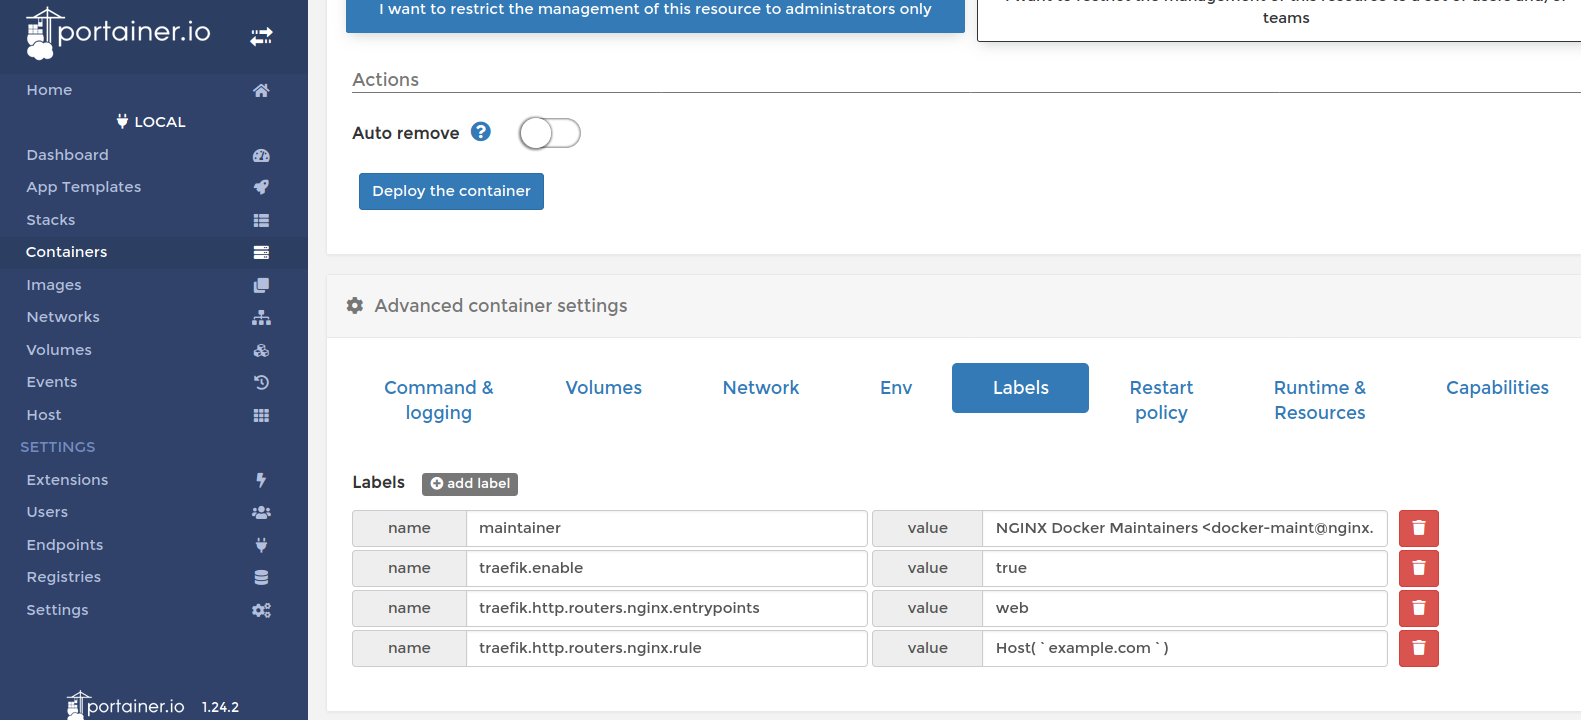 portainer.io
Home
LOCAL
Dashboard
App Templates
Stacks
Containers
Images
Networks
Volumes
Events
Host
SETTINGS
Extensions
Users
Endpoints
Registries
Settings
portainer.io 1.24.2
I want to restrict the management of this resource to administrators only
teams
Actions
Auto remove ?
Deploy the container
Advanced container settings
Command & logging
Volumes
Network
Env
Labels
Restart policy
Runtime & Resources
Capabilities
Labels add label
name maintainer value NGINX Docker Maintainers <docker-maint@nginx.
name traefik.enable value true
name traefik.http.routers.nginx.entrypoints value web
name traefik.http.routers.nginx.rule value Host(`example.com`)